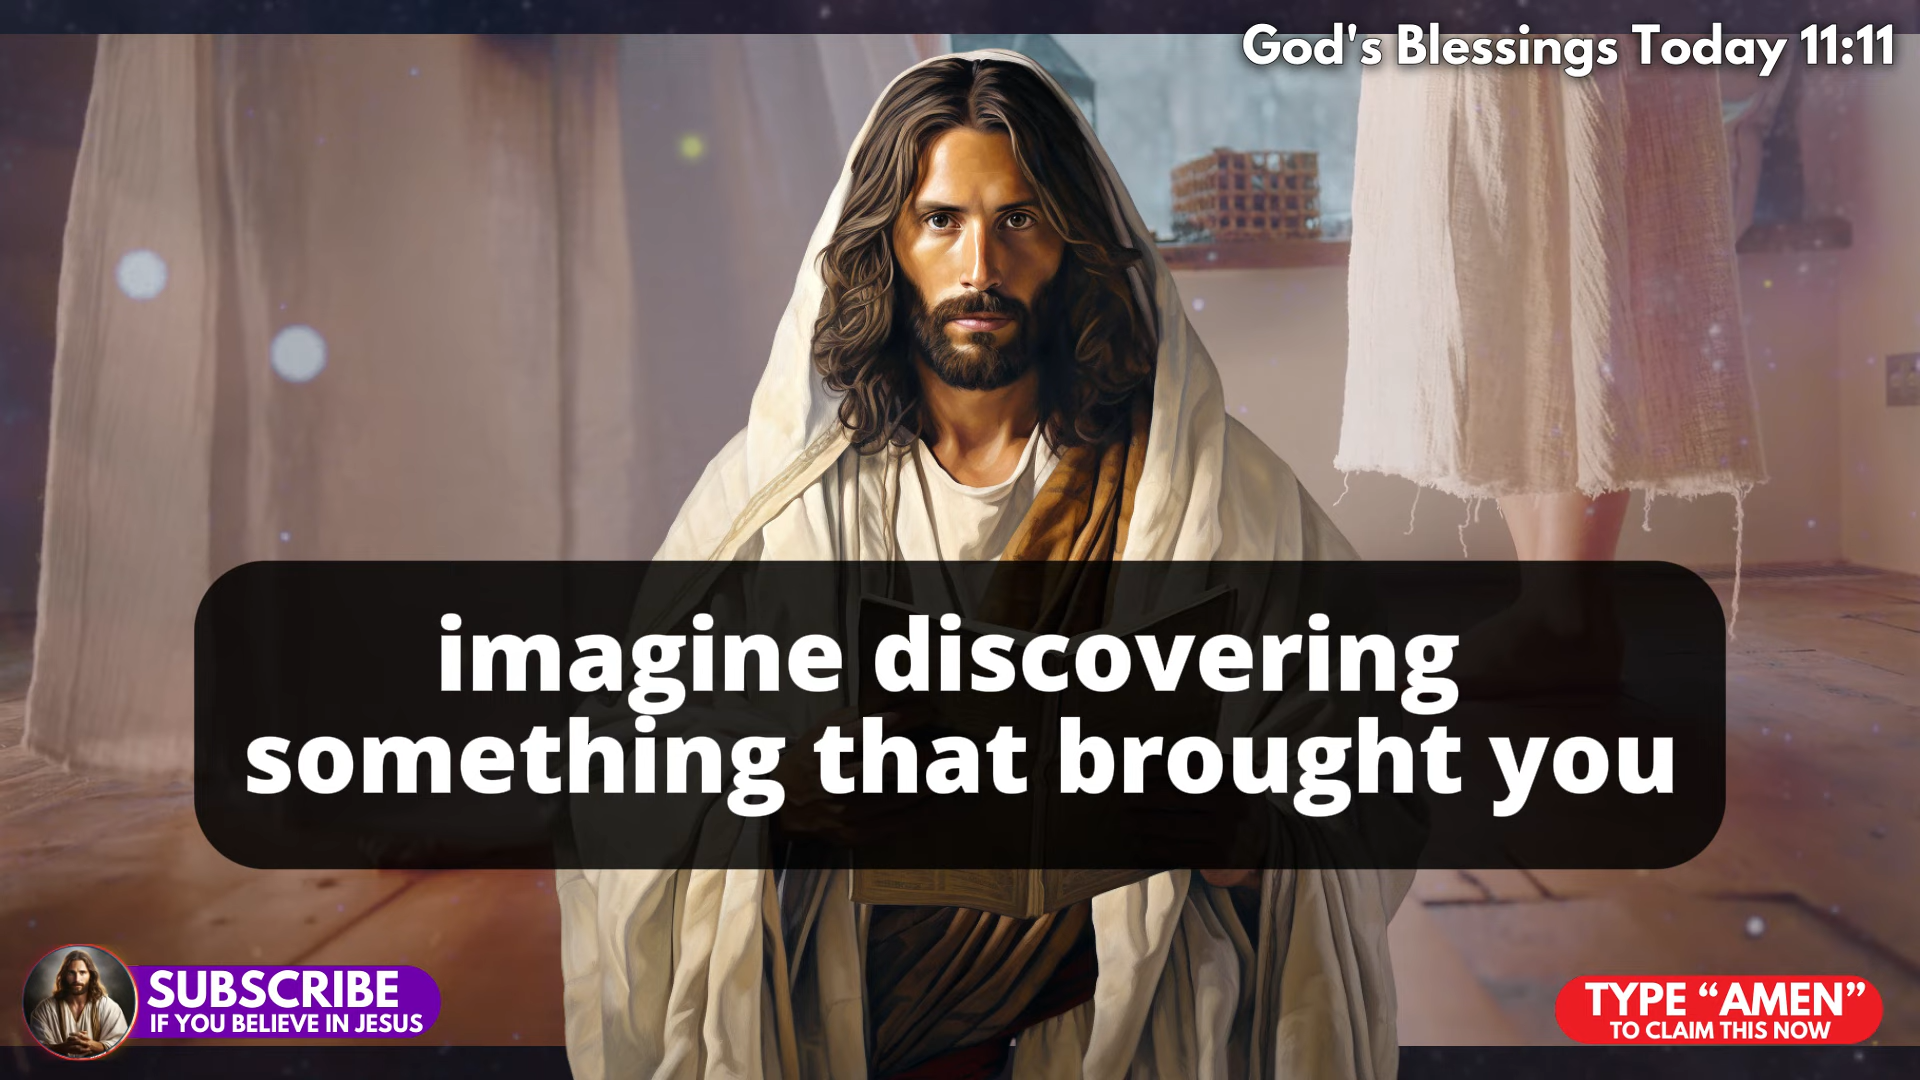 God's Blessings Today 11:11
imagine discovering
something that brought you
SUBSCRIBE
IF YOU BELIEVE IN JESUS
TYPE “AMEN”
TO CLAIM THIS NOW